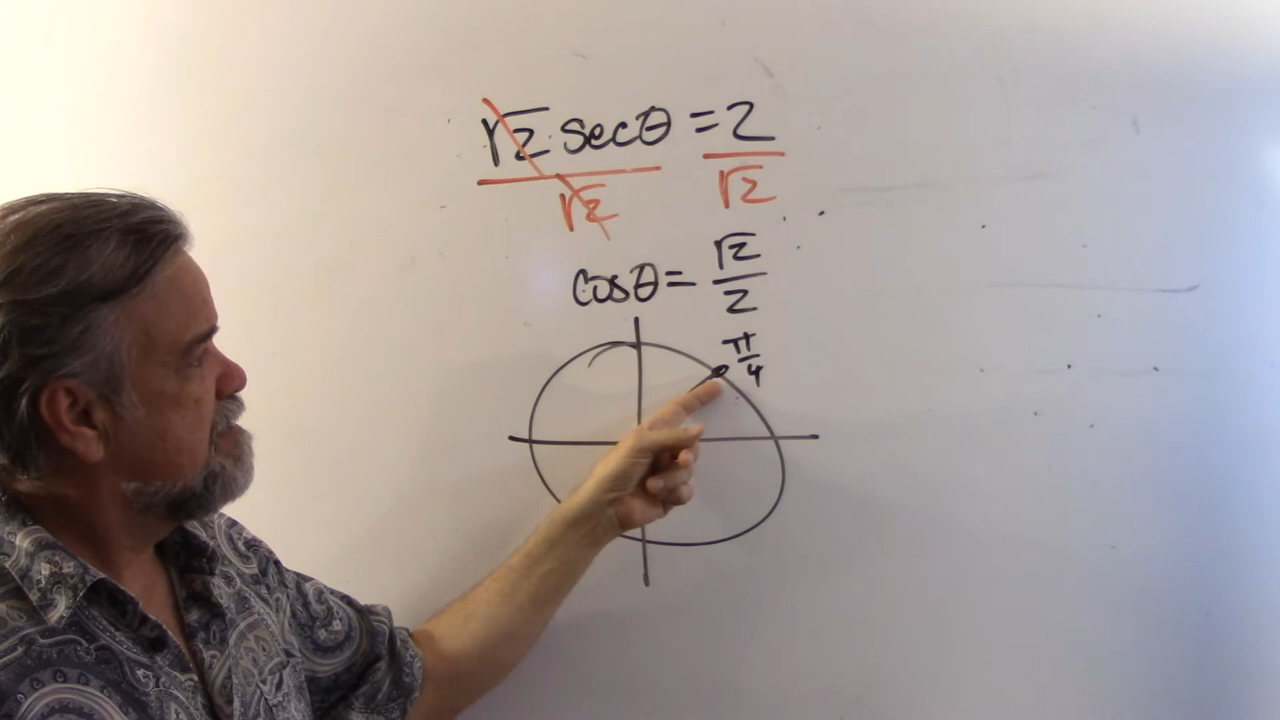 √2 secθ = 2
√2 √2
cosθ = √2/2
π/4